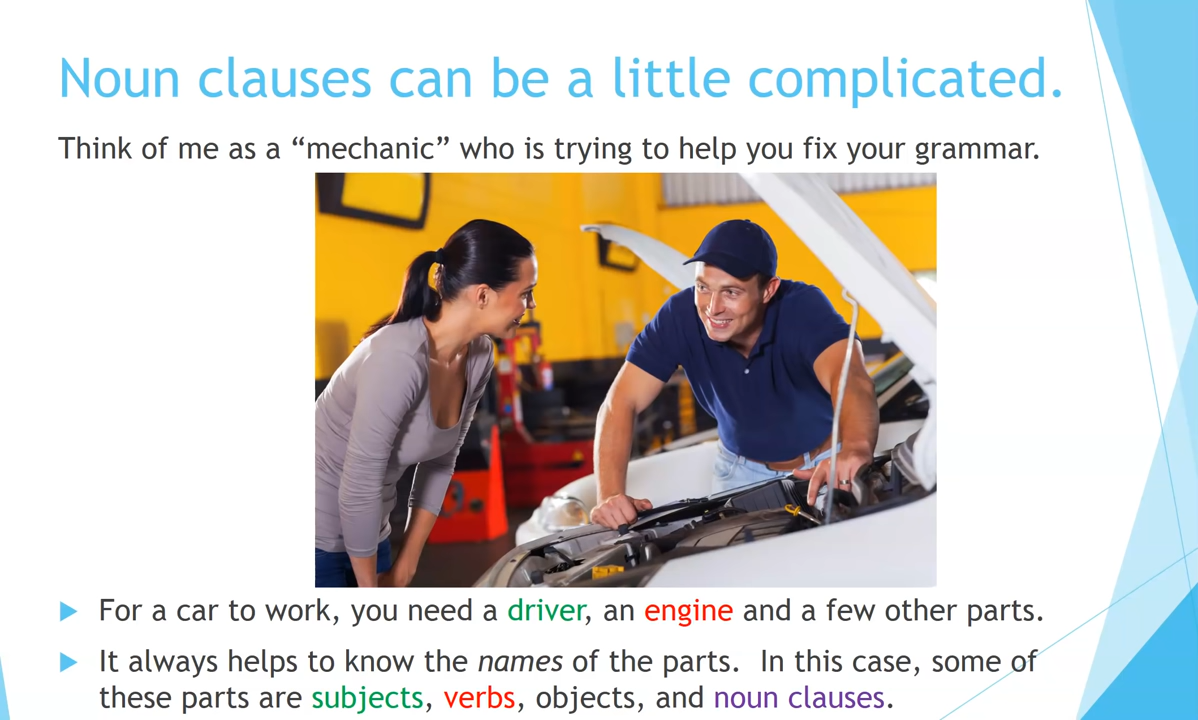 Noun clauses can be a little complicated.
Think of me as a “mechanic” who is trying to help you fix your grammar.
For a car to work, you need a driver, an engine and a few other parts.
It always helps to know the names of the parts.  In this case, some of
these parts are subjects, verbs, objects, and noun clauses.